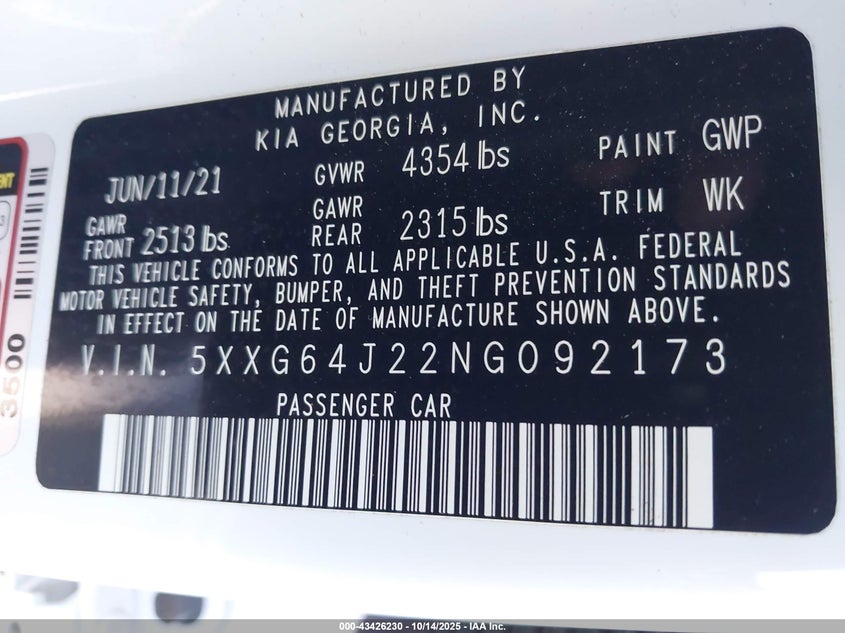 MANUFACTURED BY
KIA GEORGIA, INC.
JUN/11/21 GVWR 4354 lbs PAINT GWP
GAWR FRONT 2513 lbs GAWR REAR 2315 lbs TRIM WK
THIS VEHICLE CONFORMS TO ALL APPLICABLE U.S.A. FEDERAL
MOTOR VEHICLE SAFETY, BUMPER, AND THEFT PREVENTION STANDARDS
IN EFFECT ON THE DATE OF MANUFACTURE SHOWN ABOVE.
V.I.N. 5XXG64J22NG092173
PASSENGER CAR
3500
000-43426230 - 10/14/2025 - IAA Inc.